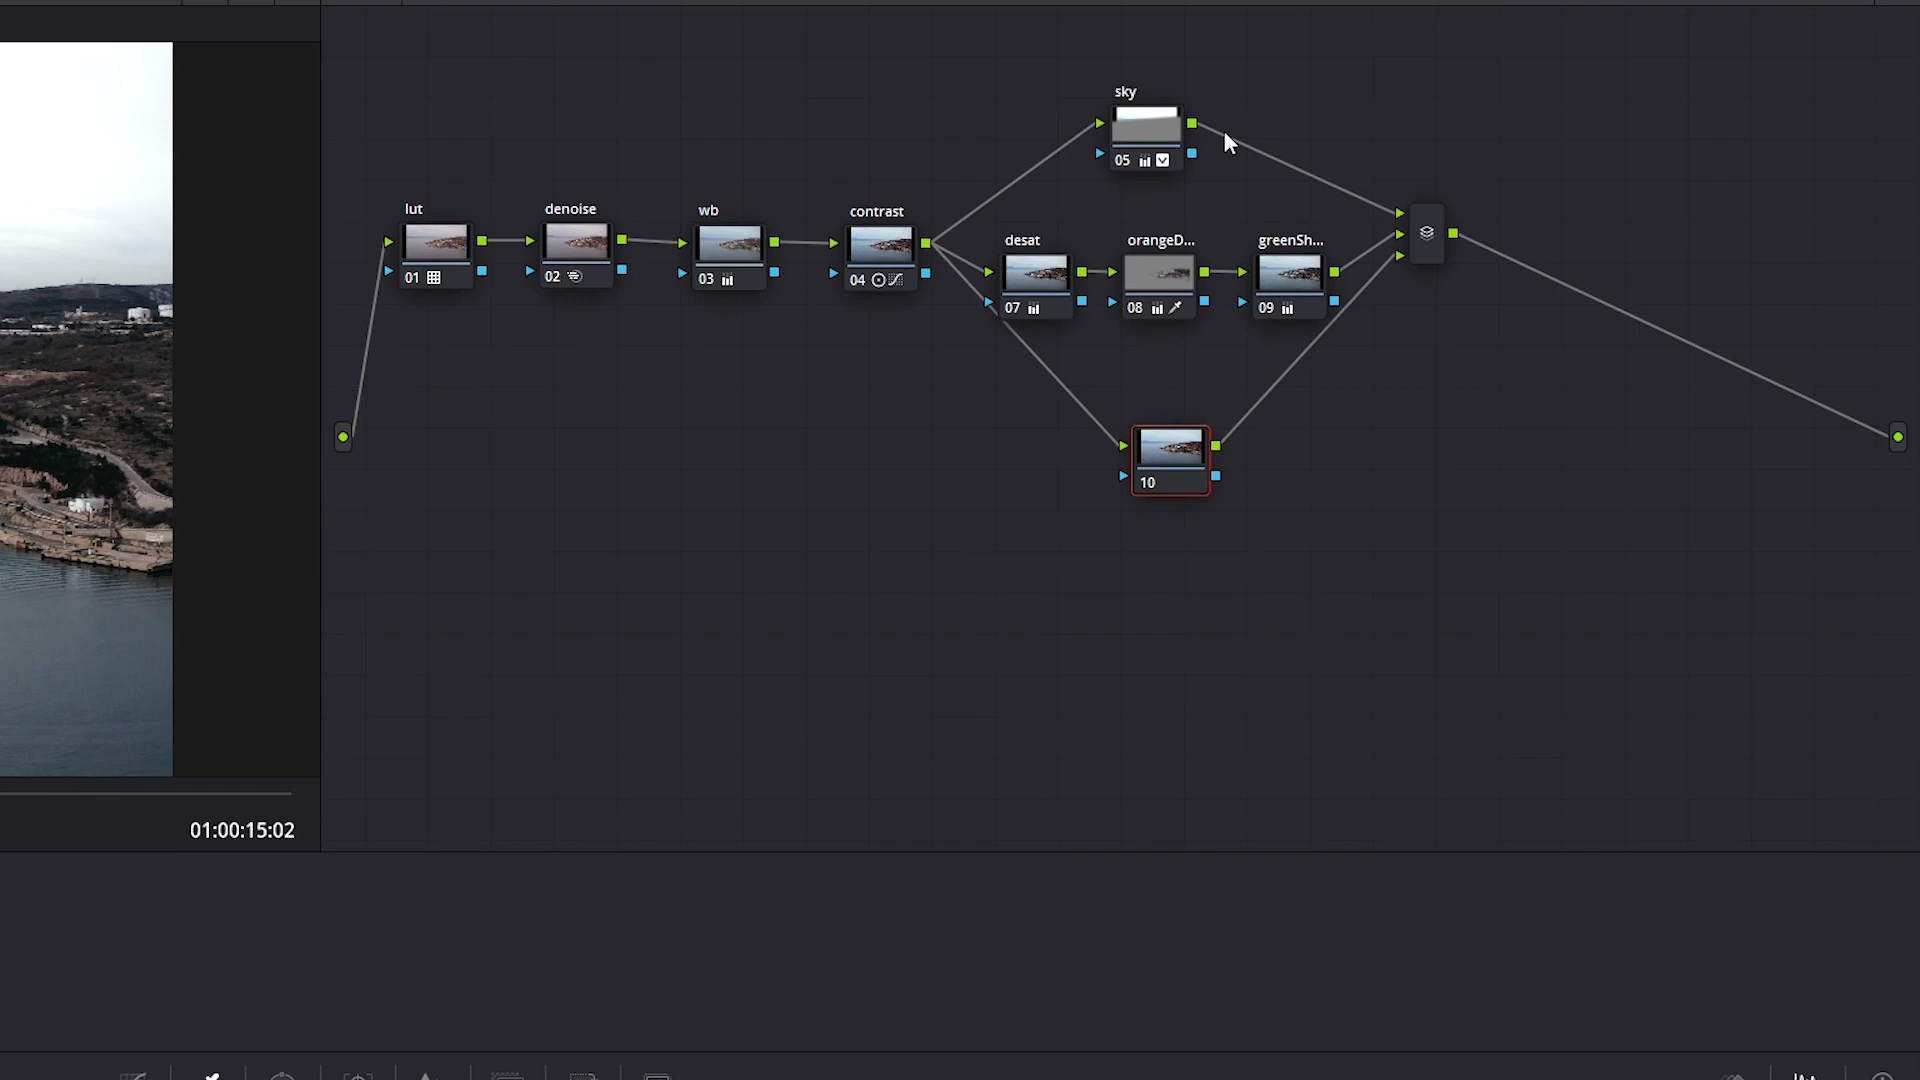 sky
05
lut
denoise
wb
contrast
01
02
03
04
desat
orangeD...
greenSh...
07
08
09
10
01:00:15:02